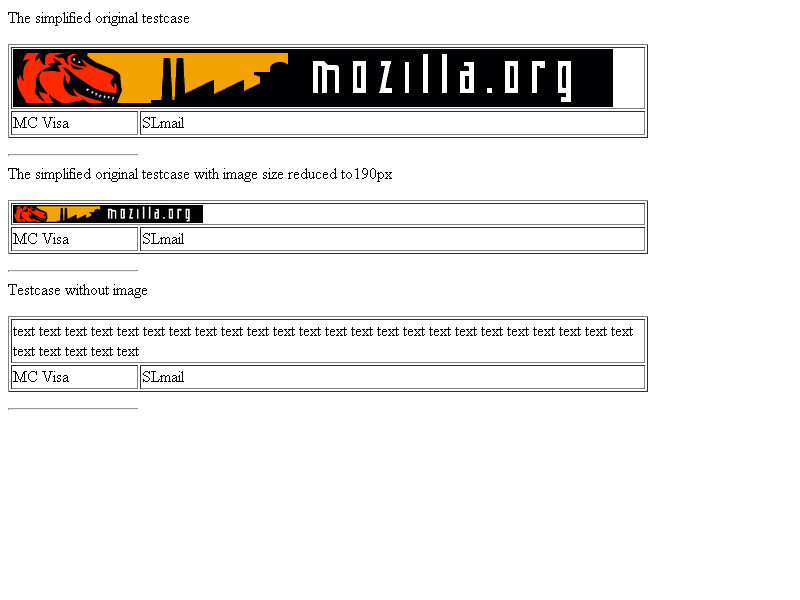 The simplified original testcase
mozilla.org
MC Visa SLmail
The simplified original testcase with image size reduced to190px
mozilla.org
MC Visa SLmail
Testcase without image
text text text text text text text text text text text text text text text text text text text text text text text text
text text text text text
MC Visa SLmail